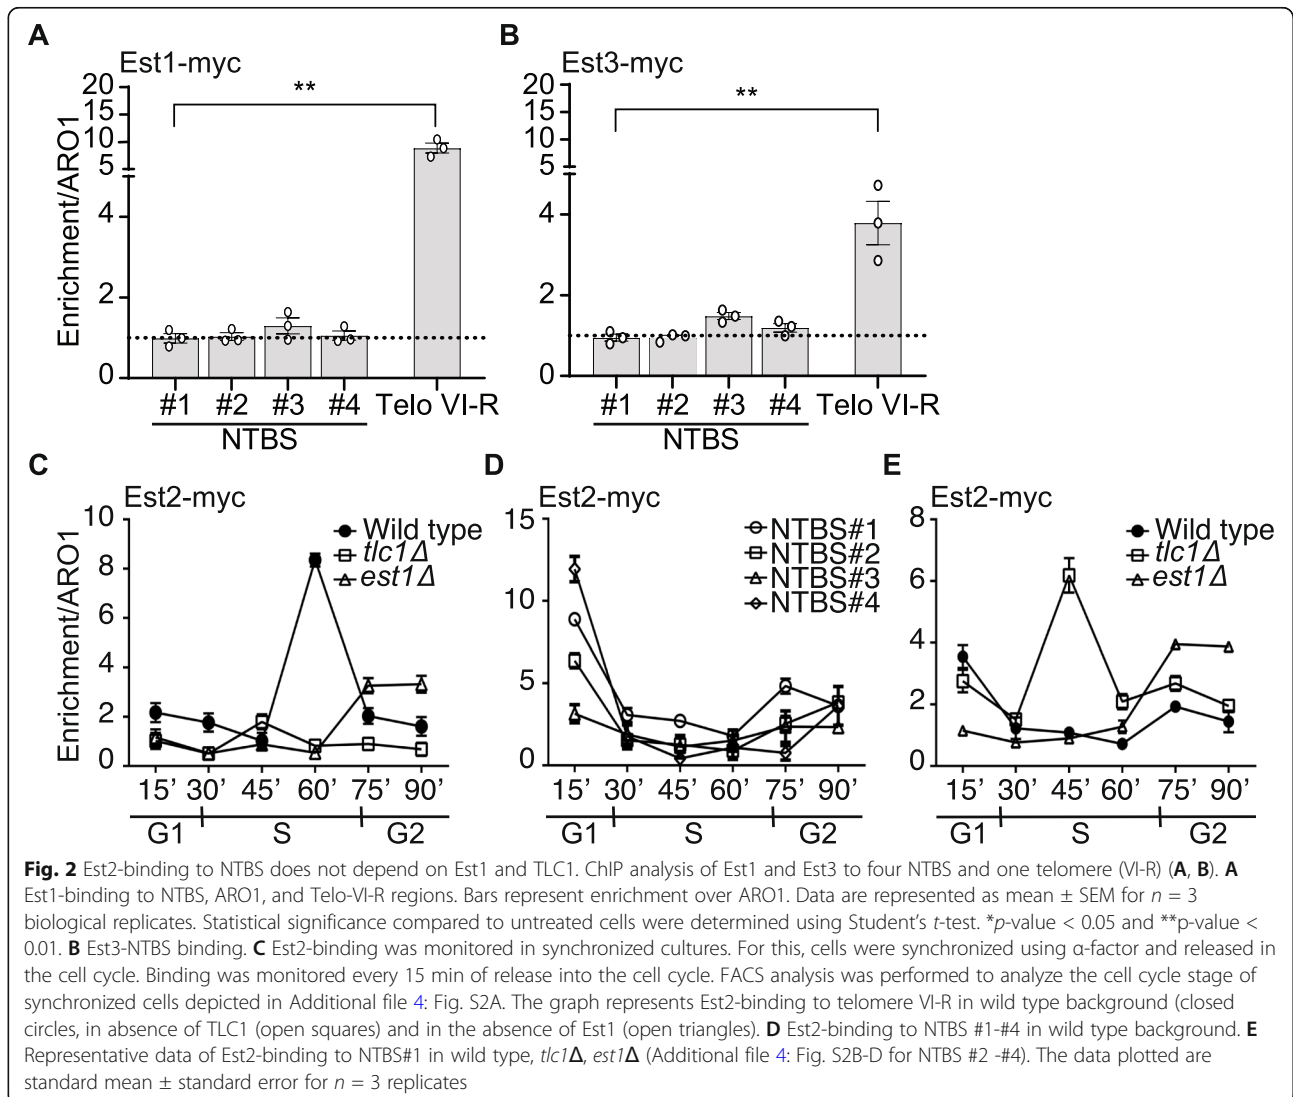 A
Est1-myc
**
Enrichment/ARO1
20
15
10
5
4
2
0
#1 #2 #3 #4 Telo VI-R
NTBS
B
Est3-myc
**
20
15
10
5
4
2
0
#1 #2 #3 #4 Telo VI-R
NTBS
C
Est2-myc
Enrichment/ARO1
10
8
6
4
2
0
Wild type
tlc1Δ
est1Δ
15’ 30’ 45’ 60’ 75’ 90’
G1 S G2
D
Est2-myc
15
10
5
0
NTBS#1
NTBS#2
NTBS#3
NTBS#4
15’ 30’ 45’ 60’ 75’ 90’
G1 S G2
E
Est2-myc
8
6
4
2
0
Wild type
tlc1Δ
est1Δ
15’ 30’ 45’ 60’ 75’ 90’
G1 S G2
Fig. 2 Est2-binding to NTBS does not depend on Est1 and TLC1. ChIP analysis of Est1 and Est3 to four NTBS and one telomere (VI-R) (A, B). A
Est1-binding to NTBS, ARO1, and Telo-VI-R regions. Bars represent enrichment over ARO1. Data are represented as mean ± SEM for n = 3
biological replicates. Statistical significance compared to untreated cells were determined using Student’s t-test. *p-value < 0.05 and **p-value <
0.01. B Est3-NTBS binding. C Est2-binding was monitored in synchronized cultures. For this, cells were synchronized using α-factor and released in
the cell cycle. Binding was monitored every 15 min of release into the cell cycle. FACS analysis was performed to analyze the cell cycle stage of
synchronized cells depicted in Additional file 4: Fig. S2A. The graph represents Est2-binding to telomere VI-R in wild type background (closed
circles, in absence of TLC1 (open squares) and in the absence of Est1 (open triangles). D Est2-binding to NTBS #1-#4 in wild type background. E
Representative data of Est2-binding to NTBS#1 in wild type, tlc1Δ, est1Δ (Additional file 4: Fig. S2B-D for NTBS #2 -#4). The data plotted are
standard mean ± standard error for n = 3 replicates